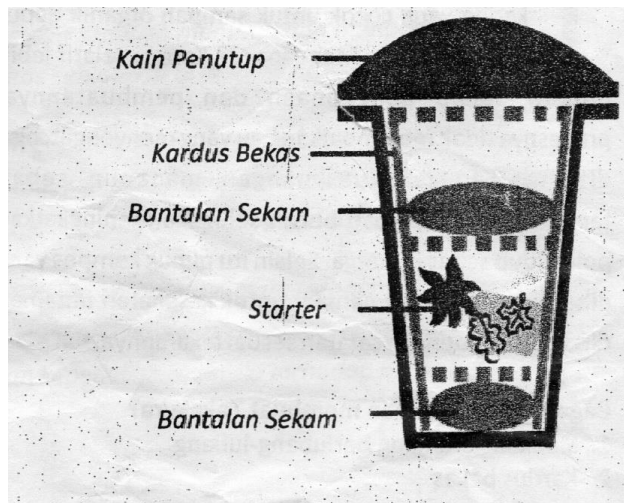 Kain Penutup
Kardus Bekas
Bantalan Sekam
Starter
Bantalan Sekam